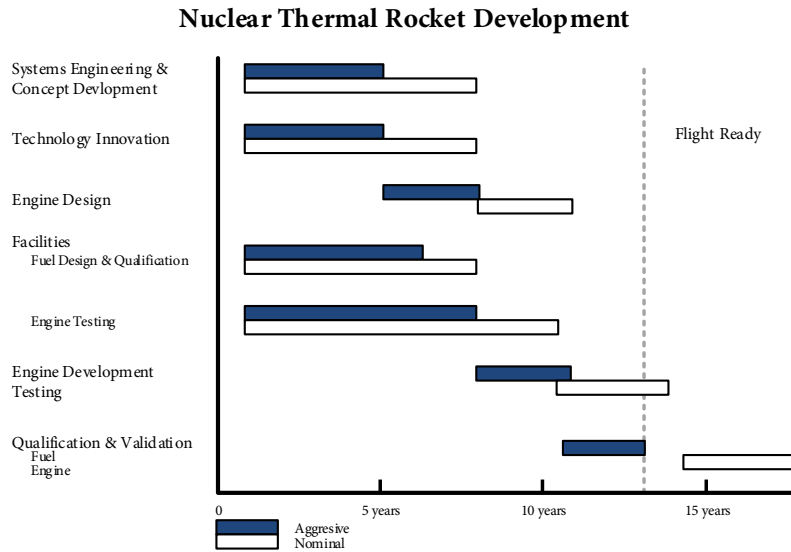 Nuclear Thermal Rocket Development
Systems Engineering &
Concept Devlopment
Technology Innovation
Flight Ready
Engine Design
Facilities
Fuel Design & Qualification
Engine Testing
Engine Development
Testing
Qualification & Validation
Fuel
Engine
0
5 years
10 years
15 years
Aggresive
Nominal